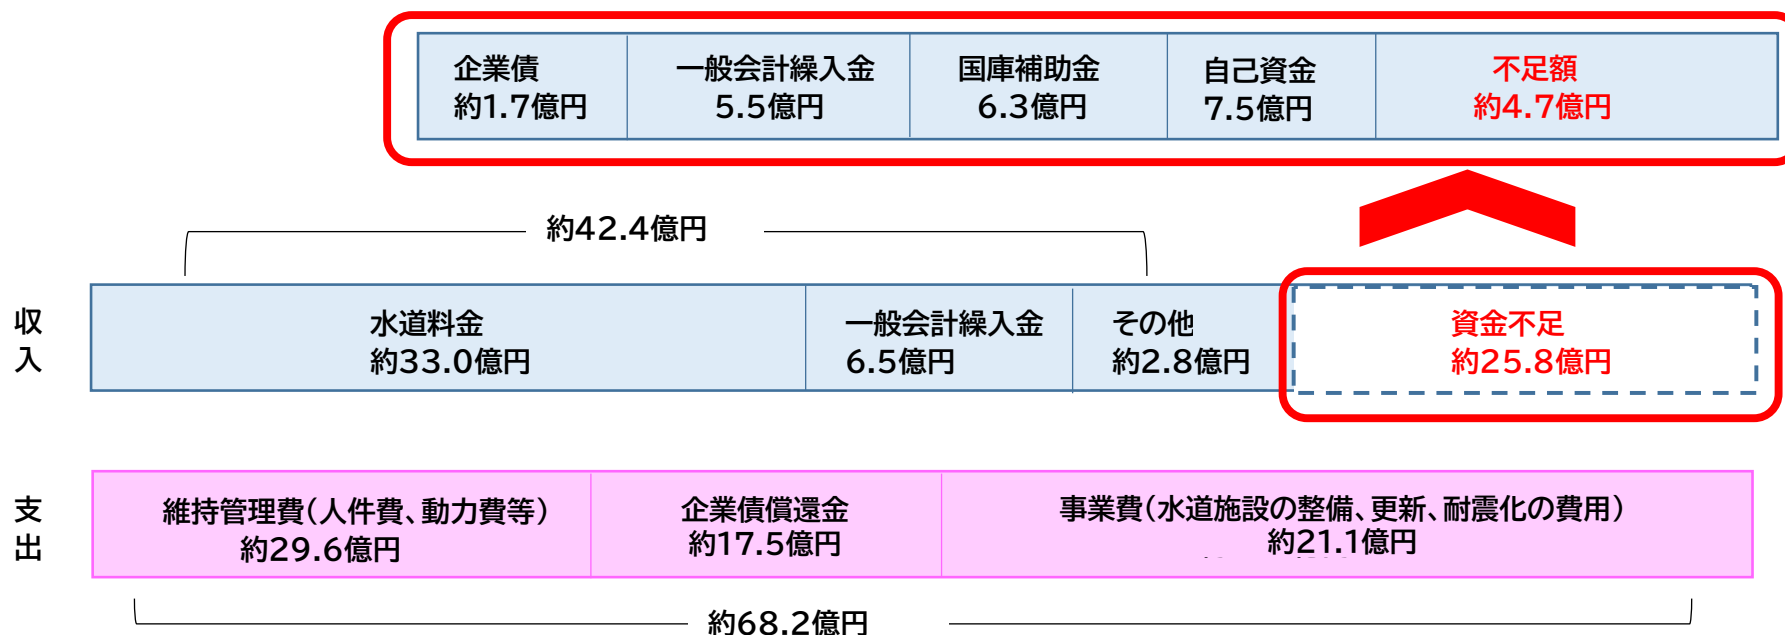 企業債
約1.7億円
一般会計繰入金
5.5億円
国庫補助金
6.3億円
自己資金
7.5億円
不足額
約4.7億円
約42.4億円
収入
水道料金
約33.0億円
一般会計繰入金
6.5億円
その他
約2.8億円
資金不足
約25.8億円
支出
維持管理費(人件費、動力費等)
約29.6億円
企業債償還金
約17.5億円
事業費(水道施設の整備、更新、耐震化の費用)
約21.1億円
約68.2億円